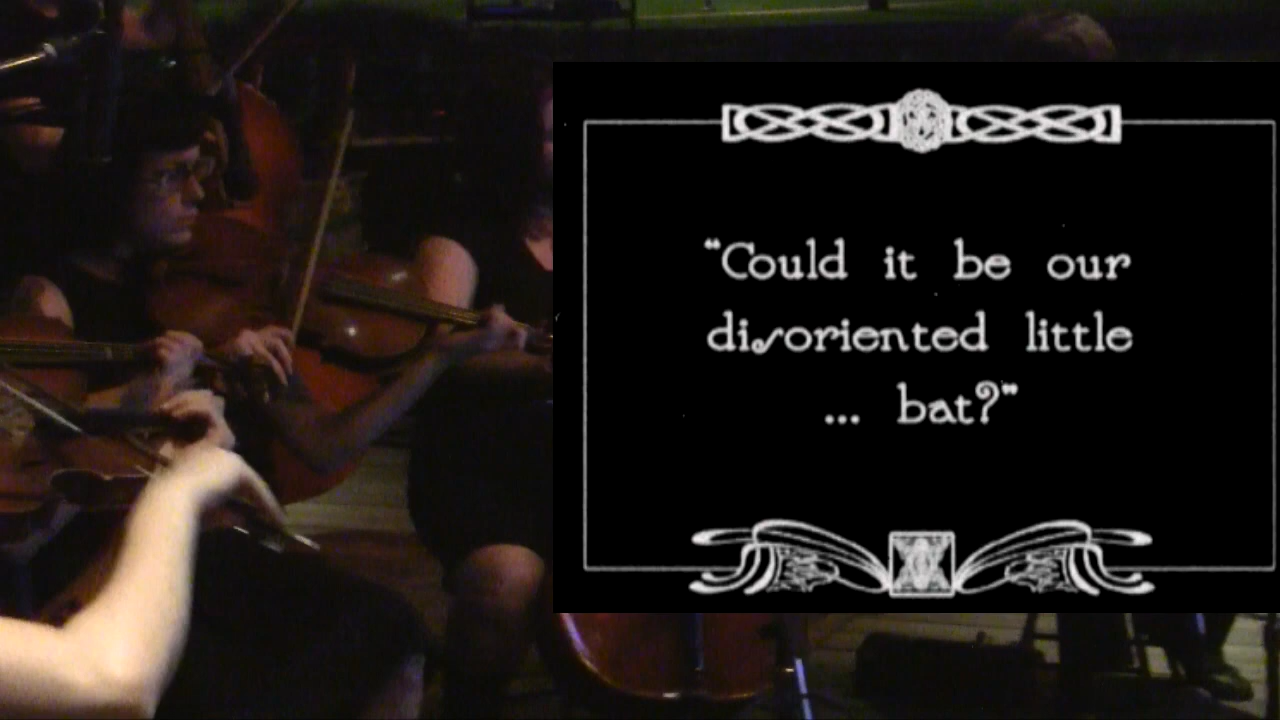 “Could it be our
disoriented little
... bat?”